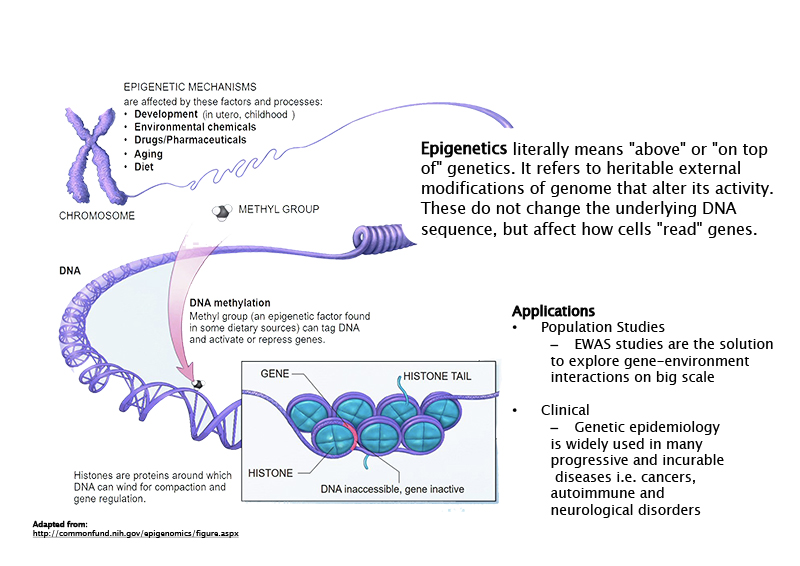 EPIGENETIC MECHANISMS
are affected by these factors and processes:
• Development (in utero, childhood )
• Environmental chemicals
• Drugs/Pharmaceuticals
• Aging
• Diet
CHROMOSOME
METHYL GROUP
Epigenetics literally means "above" or "on top
of" genetics. It refers to heritable external
modifications of genome that alter its activity.
These do not change the underlying DNA
sequence, but affect how cells "read" genes.
DNA
DNA methylation
Methyl group (an epigenetic factor found
in some dietary sources) can tag DNA
and activate or repress genes.
GENE
HISTONE TAIL
HISTONE
DNA inaccessible, gene inactive
Histones are proteins around which
DNA can wind for compaction and
gene regulation.
Applications
• Population Studies
– EWAS studies are the solution
to explore gene-environment
interactions on big scale
• Clinical
– Genetic epidemiology
is widely used in many
progressive and incurable
diseases i.e. cancers,
autoimmune and
neurological disorders
Adapted from:
http://commonfund.nih.gov/epigenomics/figure.aspx